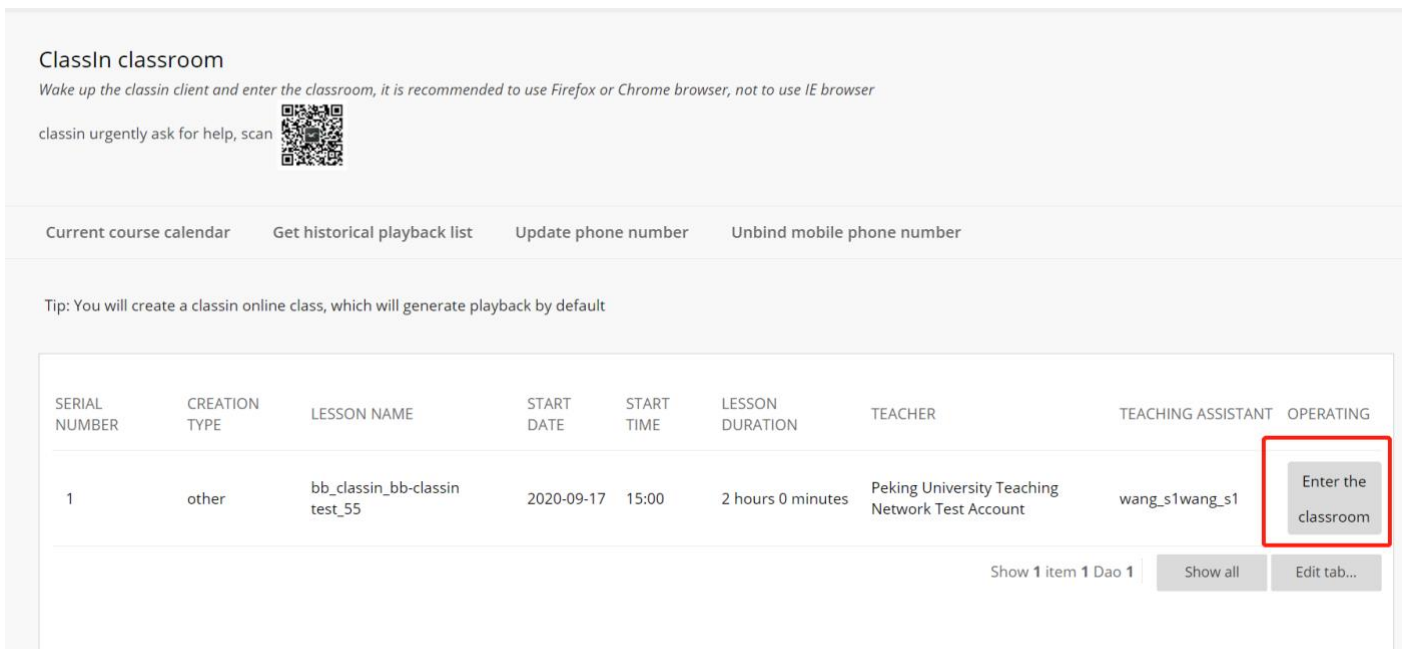 ClassIn classroom
Wake up the classin client and enter the classroom, it is recommended to use Firefox or Chrome browser, not to use IE browser
classin urgently ask for help, scan
Current course calendar Get historical playback list Update phone number Unbind mobile phone number
Tip: You will create a classin online class, which will generate playback by default
SERIAL NUMBER CREATION TYPE LESSON NAME START DATE START TIME LESSON DURATION TEACHER TEACHING ASSISTANT OPERATING
1 other bb_classin_bb-classin test_55 2020-09-17 15:00 2 hours 0 minutes Peking University Teaching Network Test Account wang_s1wang_s1 Enter the classroom
Show 1 item 1 Dao 1 Show all Edit tab...